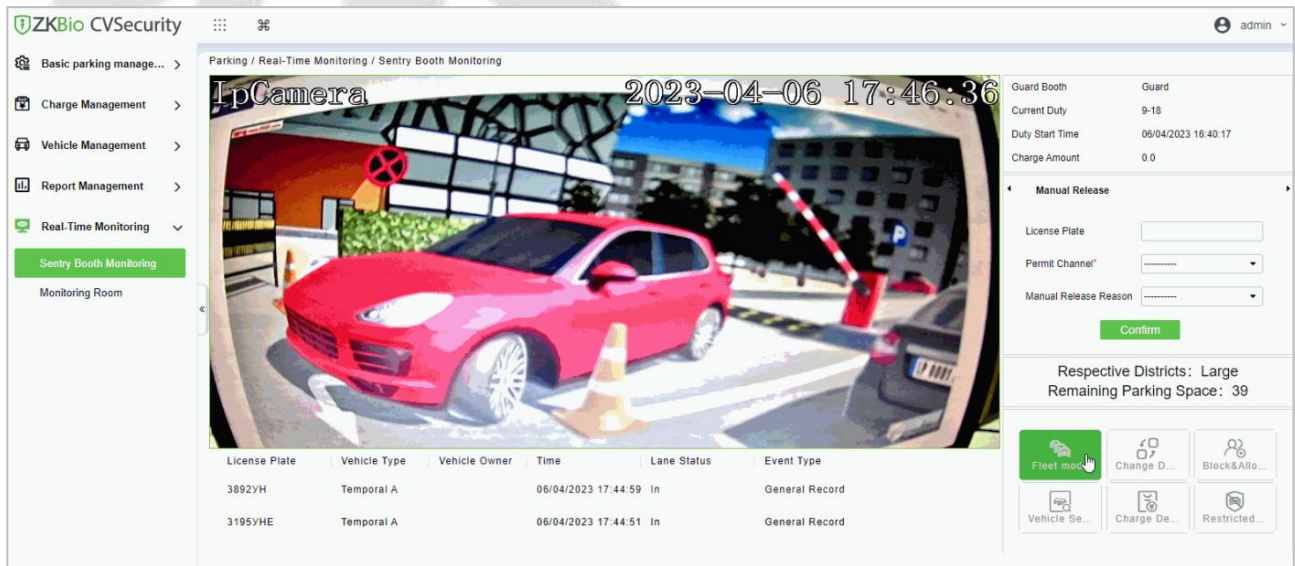 ZKBio CVSecurity
admin
Basic parking manage...
Charge Management
Vehicle Management
Report Management
Real-Time Monitoring
Sentry Booth Monitoring
Monitoring Room
Parking / Real-Time Monitoring / Sentry Booth Monitoring
IpCamera 2023-04-06 17:46:36
P
License Plate Vehicle Type Vehicle Owner Time Lane Status Event Type
3892УН Temporal A 06/04/2023 17:44:59 In General Record
3195УНЕ Temporal A 06/04/2023 17:44:51 In General Record
Guard Booth Guard
Current Duty 9-18
Duty Start Time 06/04/2023 16:40:17
Charge Amount 0.0
Manual Release
License Plate
Permit Channel* ----------
Manual Release Reason ----------
Confirm
Respective Districts: Large
Remaining Parking Space: 39
Fleet mod Change D... Block&Allo...
Vehicle Se... Charge De... Restricted...